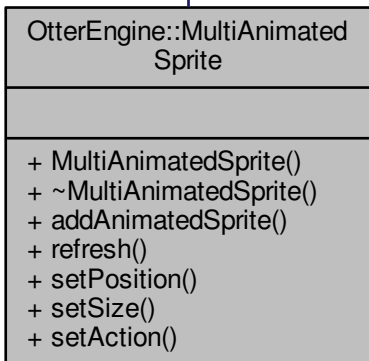 OtterEngine::MultiAnimated
Sprite
+ MultiAnimatedSprite()
+ ~MultiAnimatedSprite()
+ addAnimatedSprite()
+ refresh()
+ setPosition()
+ setSize()
+ setAction()